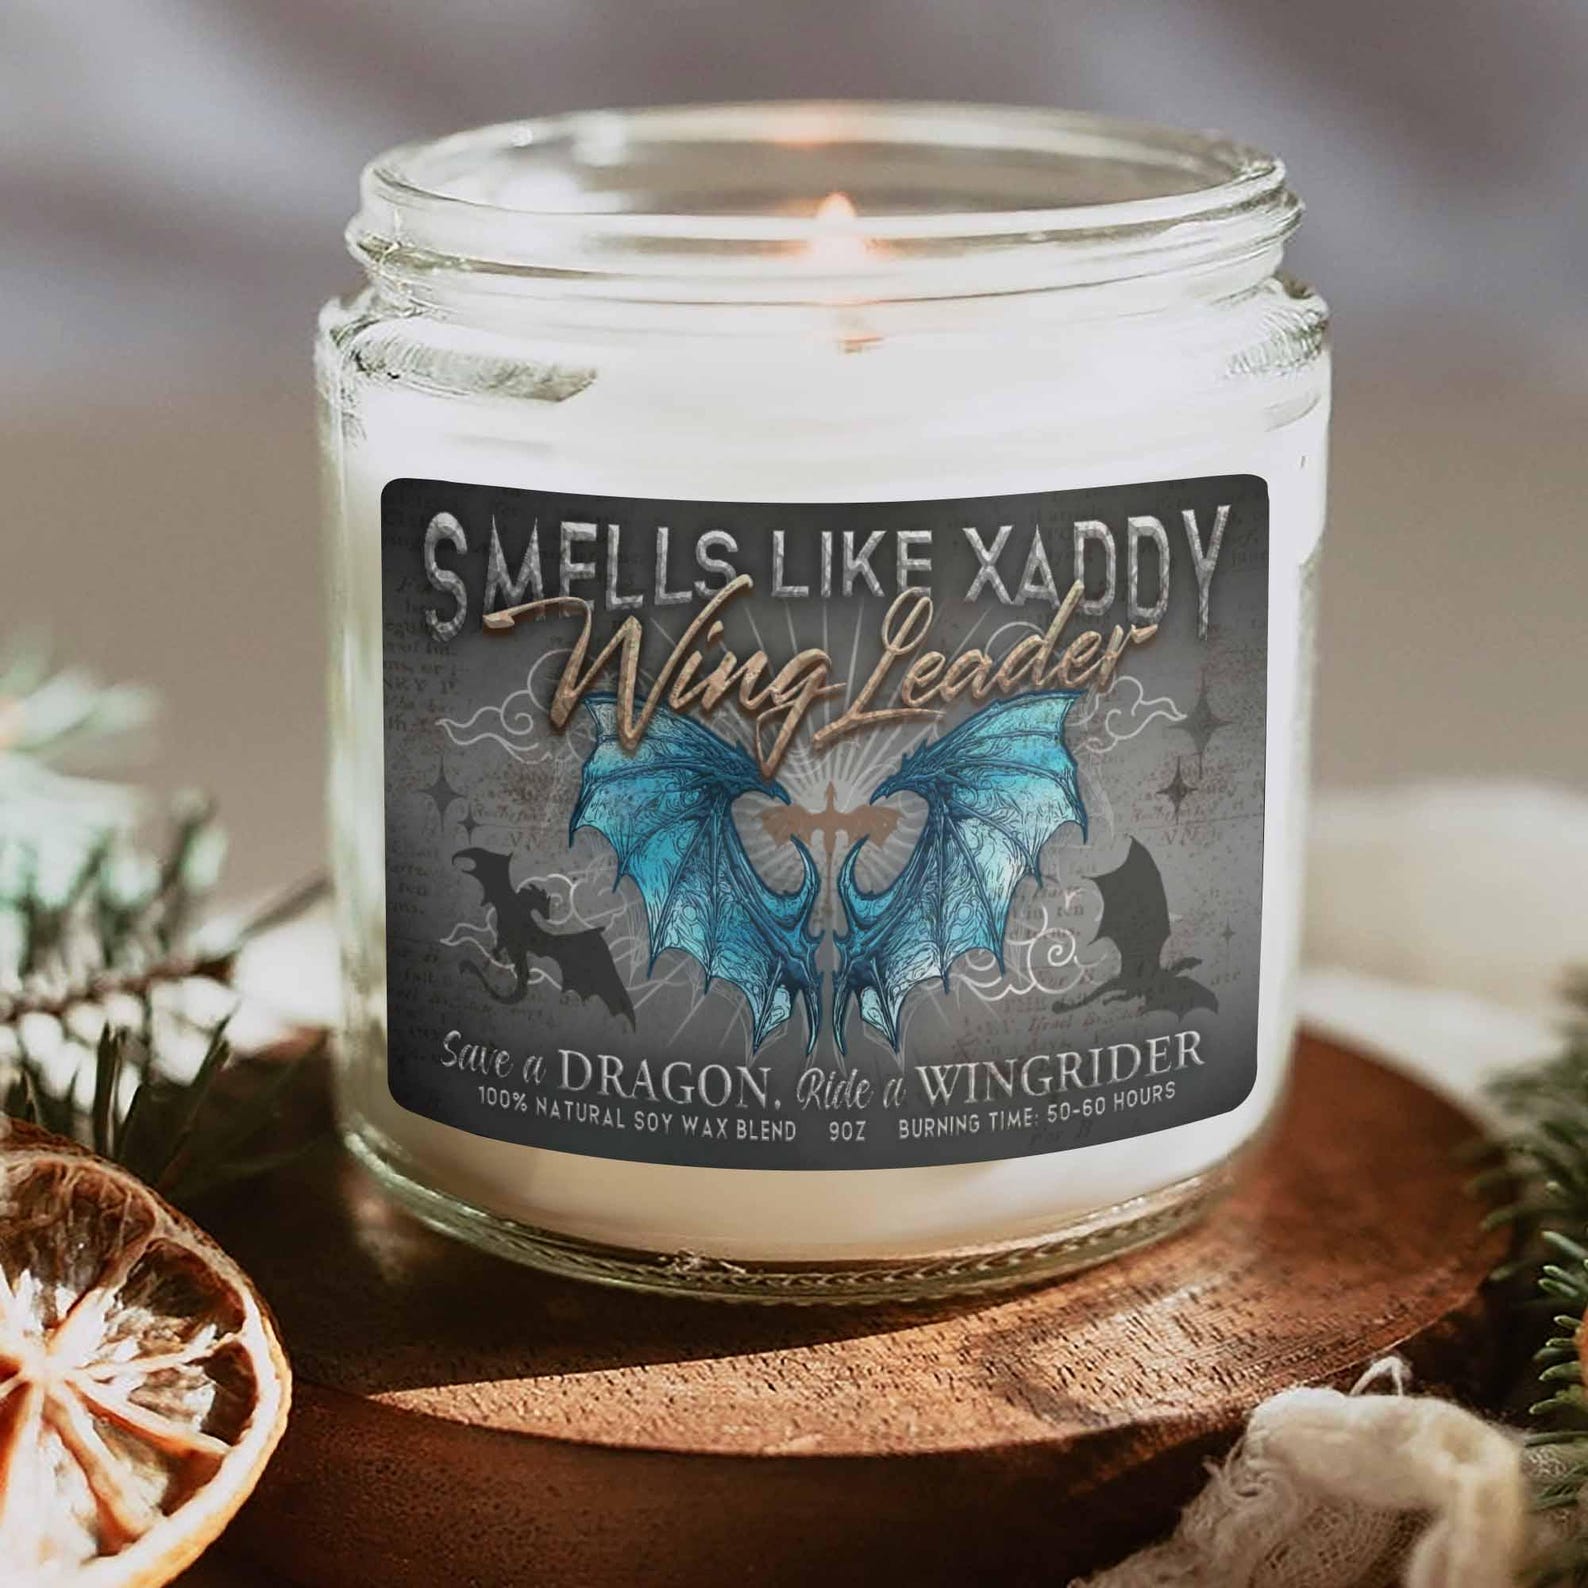 SMELLS LIKE XADDY
Wing Leader
Save a DRAGON, Ride a WINGRIDER
100% NATURAL SOY WAX BLEND 9OZ BURNING TIME: 50-60 HOURS